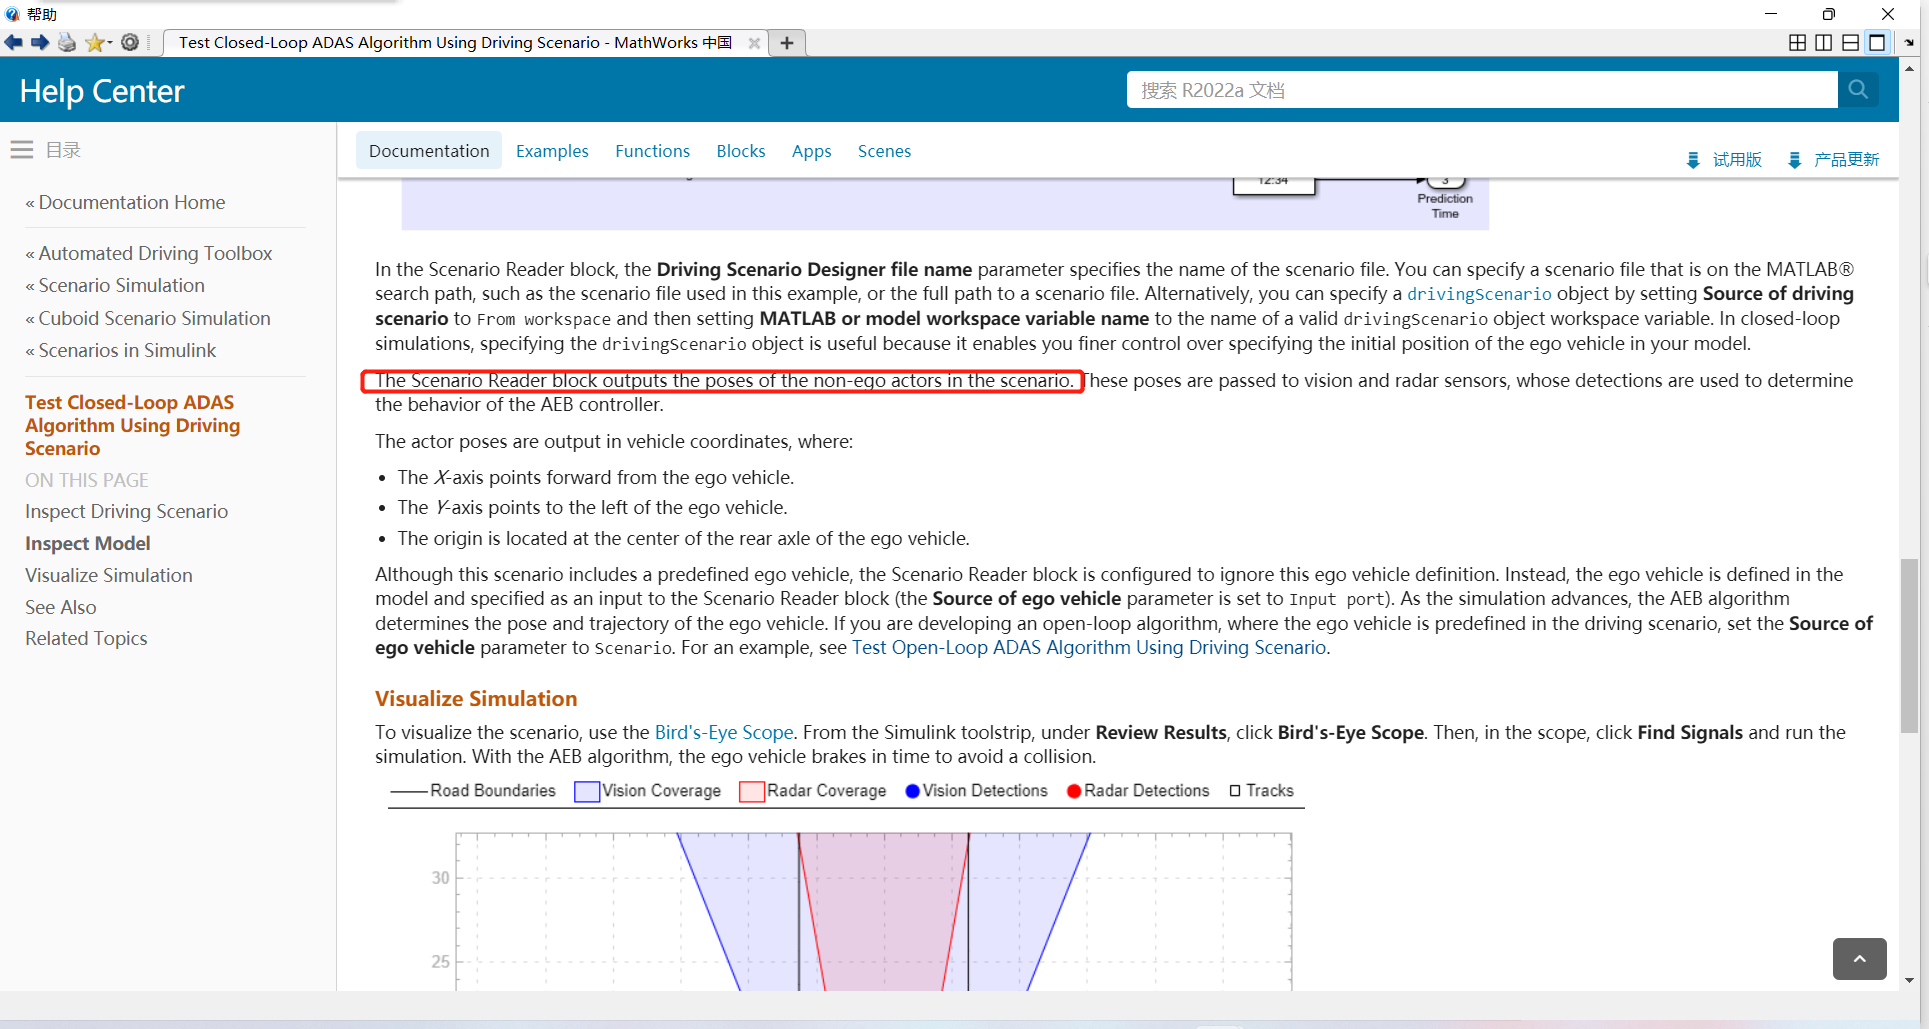 帮助
Test Closed-Loop ADAS Algorithm Using Driving Scenario - MathWorks 中国
Help Center
搜索 R2022a 文档
目录
Documentation Examples Functions Blocks Apps Scenes
试用版 产品更新
« Documentation Home
« Automated Driving Toolbox
« Scenario Simulation
« Cuboid Scenario Simulation
« Scenarios in Simulink
Test Closed-Loop ADAS
Algorithm Using Driving
Scenario
ON THIS PAGE
Inspect Driving Scenario
Inspect Model
Visualize Simulation
See Also
Related Topics
12:34
3
Prediction
Time
In the Scenario Reader block, the Driving Scenario Designer file name parameter specifies the name of the scenario file. You can specify a scenario file that is on the MATLAB®
search path, such as the scenario file used in this example, or the full path to a scenario file. Alternatively, you can specify a drivingScenario object by setting Source of driving
scenario to From workspace and then setting MATLAB or model workspace variable name to the name of a valid drivingScenario object workspace variable. In closed-loop
simulations, specifying the drivingScenario object is useful because it enables you finer control over specifying the initial position of the ego vehicle in your model.
The Scenario Reader block outputs the poses of the non-ego actors in the scenario. These poses are passed to vision and radar sensors, whose detections are used to determine
the behavior of the AEB controller.
The actor poses are output in vehicle coordinates, where:
• The X-axis points forward from the ego vehicle.
• The Y-axis points to the left of the ego vehicle.
• The origin is located at the center of the rear axle of the ego vehicle.
Although this scenario includes a predefined ego vehicle, the Scenario Reader block is configured to ignore this ego vehicle definition. Instead, the ego vehicle is defined in the
model and specified as an input to the Scenario Reader block (the Source of ego vehicle parameter is set to Input port). As the simulation advances, the AEB algorithm
determines the pose and trajectory of the ego vehicle. If you are developing an open-loop algorithm, where the ego vehicle is predefined in the driving scenario, set the Source of
ego vehicle parameter to Scenario. For an example, see Test Open-Loop ADAS Algorithm Using Driving Scenario.
Visualize Simulation
To visualize the scenario, use the Bird's-Eye Scope. From the Simulink toolstrip, under Review Results, click Bird's-Eye Scope. Then, in the scope, click Find Signals and run the
simulation. With the AEB algorithm, the ego vehicle brakes in time to avoid a collision.
Road Boundaries Vision Coverage Radar Coverage Vision Detections Radar Detections Tracks
30
25